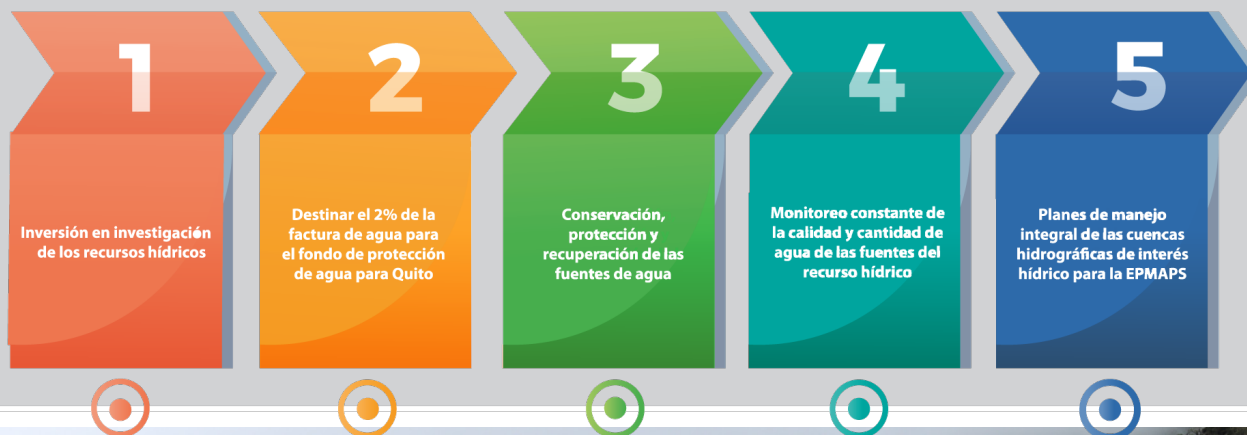 1
Inversión en investigación
de los recursos hídricos
2
Destinar el 2% de la
factura de agua para
el fondo de protección
de agua para Quito
3
Conservación,
protección y
recuperación de las
fuentes de agua
4
Monitoreo constante de
la calidad y cantidad de
agua de las fuentes del
recurso hídrico
5
Planes de manejo
integral de las cuencas
hidrográficas de interés
hídrico para la EPMAPS